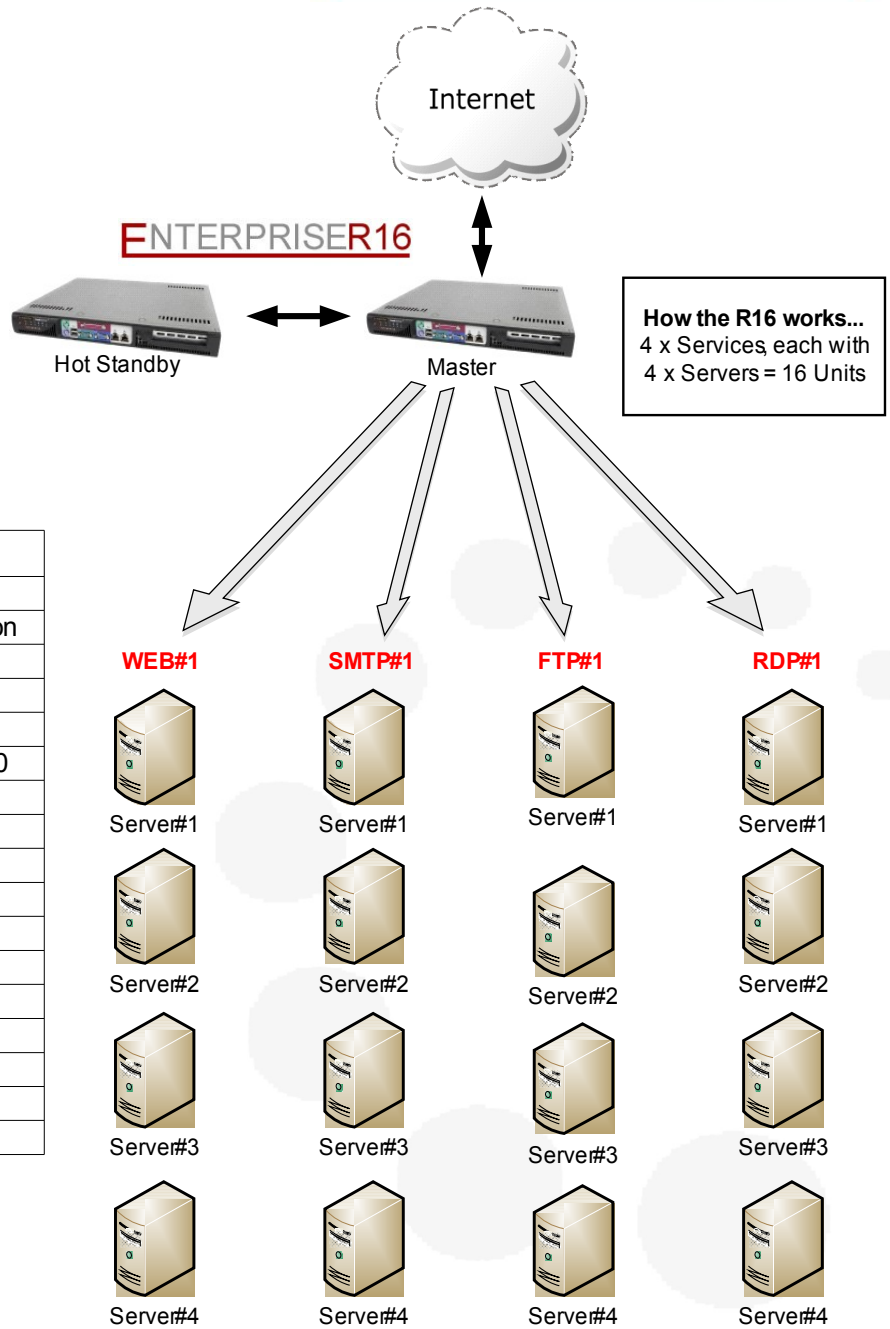 Internet
ENTERPRISER16
Hot Standby
Master
How the R16 works...
4 x Services, each with
4 x Servers = 16 Units
on
0
WEB#1 SMTP#1 FTP#1 RDP#1
Server#1 Server#1 Server#1 Server#1
Server#2 Server#2 Server#2 Server#2
Server#3 Server#3 Server#3 Server#3
Server#4 Server#4 Server#4 Server#4